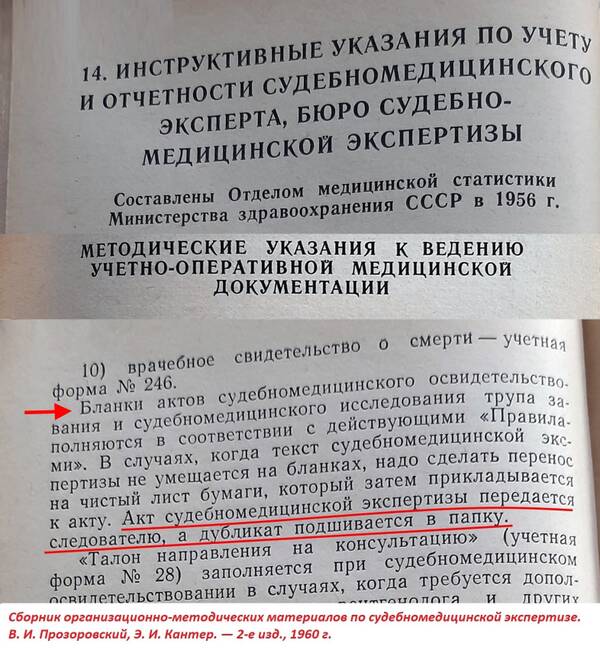 14. ИНСТРУКТИВНЫЕ УКАЗАНИЯ ПО УЧЕТУ
И ОТЧЕТНОСТИ СУДЕБНОМЕДИЦИНСКОГО
ЭКСПЕРТА, БЮРО СУДЕБНО-
МЕДИЦИНСКОЙ ЭКСПЕРТИЗЫ
Составлены Отделом медицинской статистики
Министерства здравоохранения СССР в 1956 г.
МЕТОДИЧЕСКИЕ УКАЗАНИЯ К ВЕДЕНИЮ
УЧЕТНО-ОПЕРАТИВНОЙ МЕДИЦИНСКОЙ
ДОКУМЕНТАЦИИ
10) врачебное свидетельство о смерти — учетная
форма № 246.
Бланки актов судебномедицинского освидетельство-
вания и судебномедицинского исследования трупа за-
полняются в соответствии с действующими «Правила-
ми». В случаях, когда текст судебномедицинской экс-
пертизы не умещается на бланках, надо сделать перенос
на чистый лист бумаги, который затем прикладывается
к акту. Акт судебномедицинской экспертизы передается
следователю, а дубликат подшивается в папку.
«Талон направления на консультацию» (учетная
форма № 28) заполняется при судебномедицинском
освидетельствовании в случаях, когда требуется допол-
и других
Сборник организационно-методических материалов по судебномедицинской экспертизе.
В. И. Прозоровский, Э. И. Кантер. — 2-е изд., 1960 г.